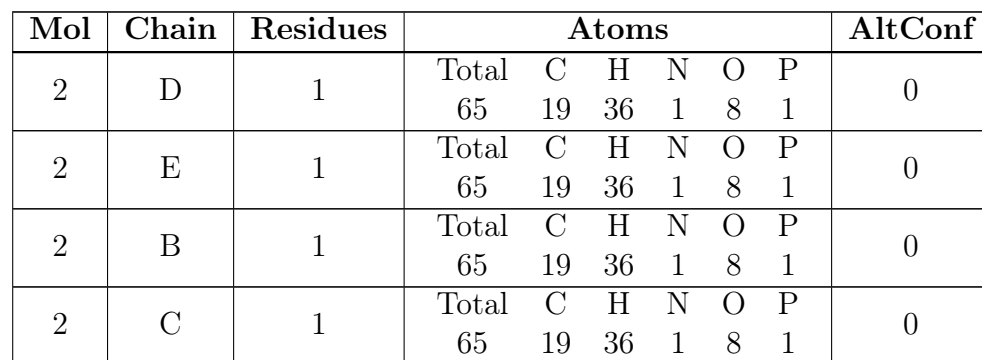 Mol Chain Residues Atoms AltConf
2 D 1 Total C H N O P 0
65 19 36 1 8 1
2 E 1 Total C H N O P 0
65 19 36 1 8 1
2 B 1 Total C H N O P 0
65 19 36 1 8 1
2 C 1 Total C H N O P 0
65 19 36 1 8 1